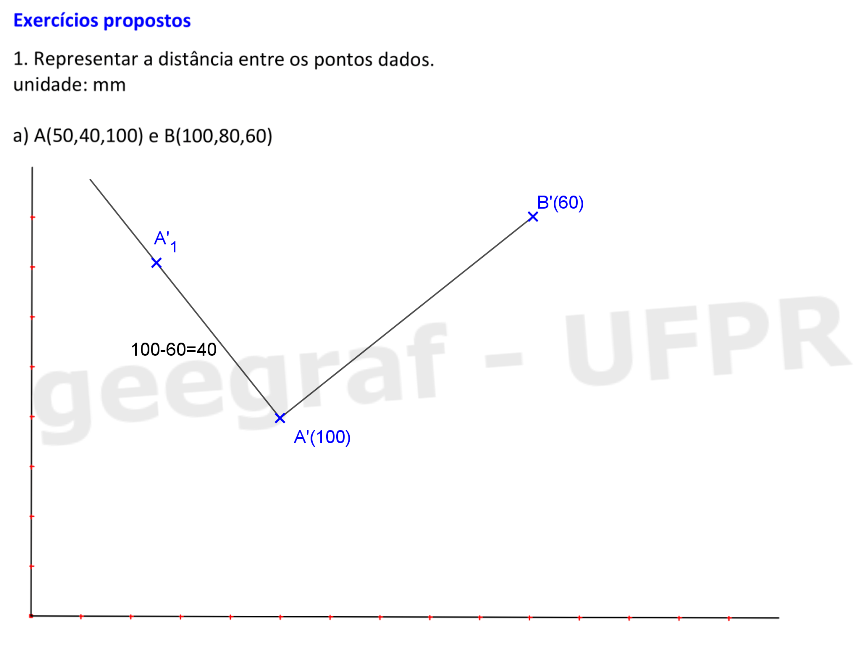 Exercícios propostos
1. Representar a distância entre os pontos dados.
unidade: mm
a) A(50,40,100) e B(100,80,60)
B'(60)
A'1
100-60=40
geegraf - UFPR
A'(100)